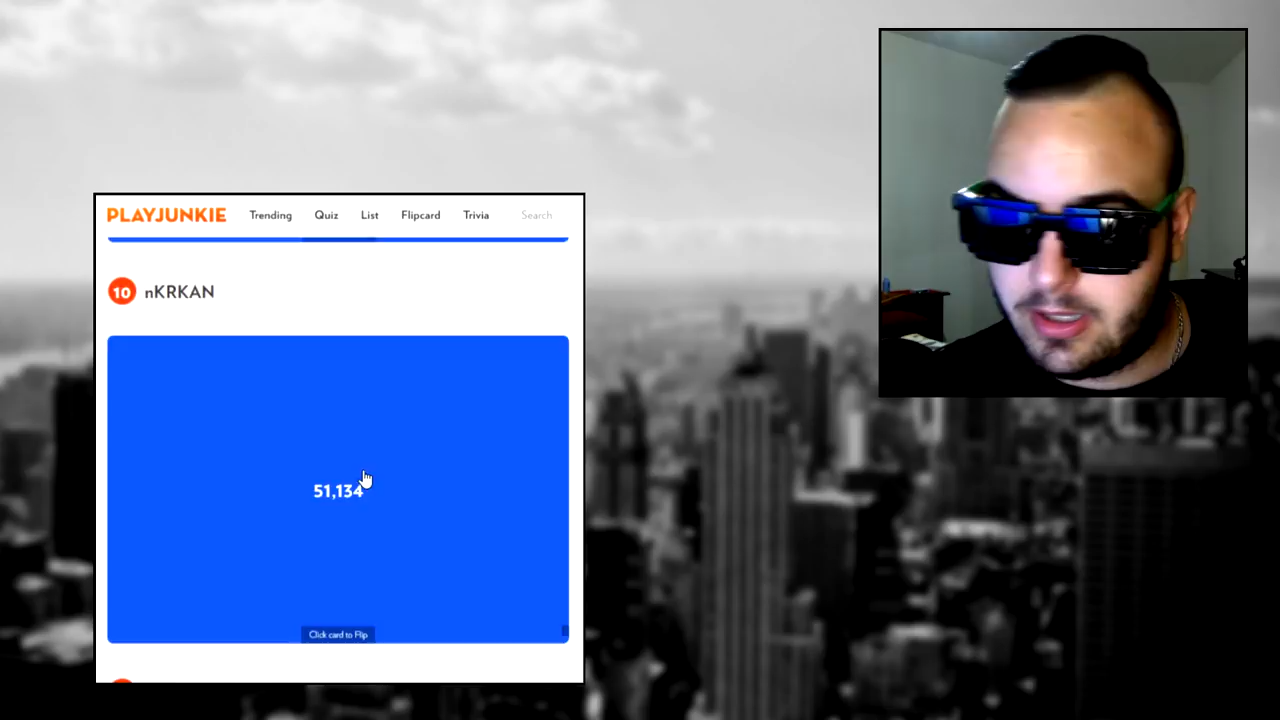 PLAYJUNKIE Trending Quiz List Flipcard Trivia Search
10 nKRKAN
51,134
Click card to Flip